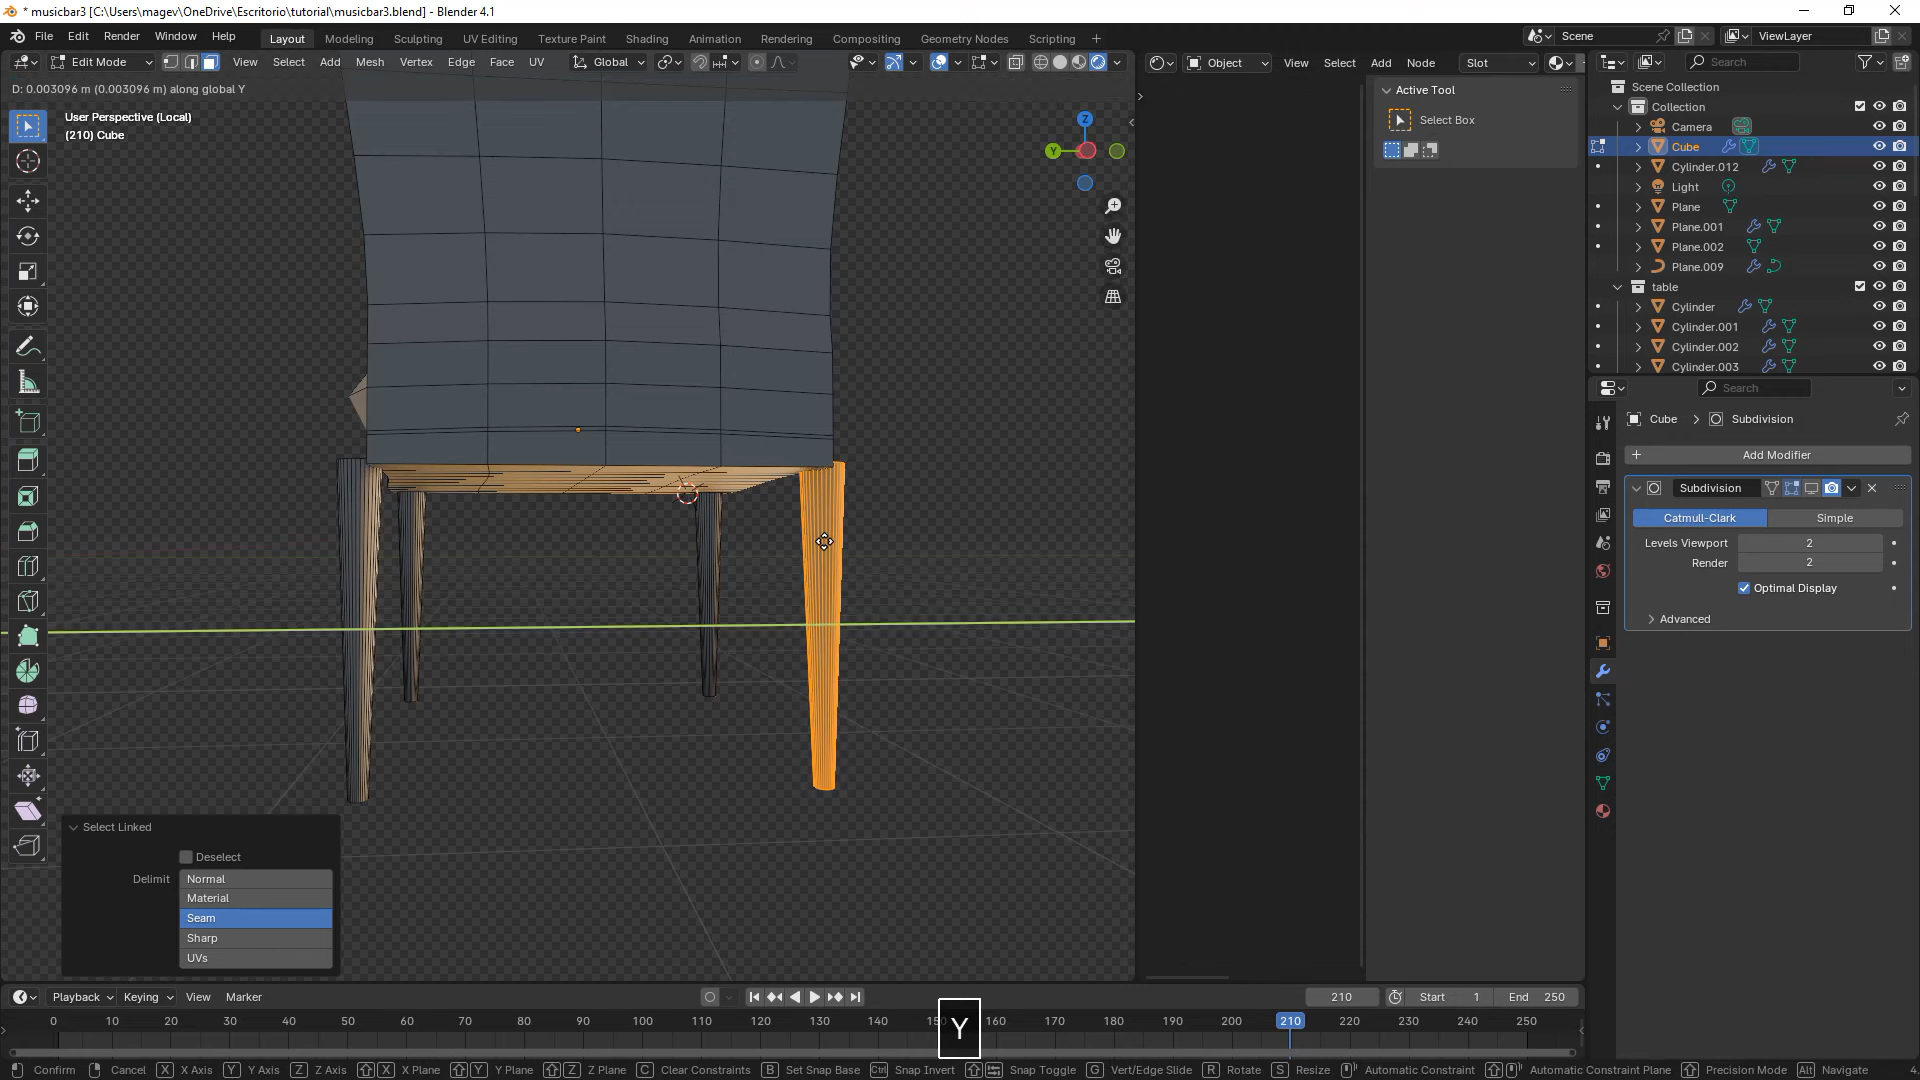 * musicbar3 [C:\Users\magev\OneDrive\Escritorio\tutorial\musicbar3.blend] - Blender 4.1
File Edit Render Window Help
Layout Modeling Sculpting UV Editing Texture Paint Shading Animation Rendering Compositing Geometry Nodes Scripting +
Scene
ViewLayer
Edit Mode View Select Add Mesh Vertex Edge Face UV Global
Object View Select Add Node Slot
Search
D: 0.003096 m (0.003096 m) along global Y
User Perspective (Local)
(210) Cube
Z
Y
Active Tool
Select Box
Scene Collection
Collection
Camera
Cube
Cylinder.012
Light
Plane
Plane.001
Plane.002
Plane.009
table
Cylinder
Cylinder.001
Cylinder.002
Cylinder.003
Search
Cube > Subdivision
+ Add Modifier
Subdivision
Catmull-Clark Simple
Levels Viewport 2
Render 2
Optimal Display
Advanced
Select Linked
Deselect
Delimit Normal
Material
Seam
Sharp
UVs
Playback Keying View Marker
210 Start 1 End 250
0 10 20 30 40 50 60 70 80 90 100 110 120 130 140 160 170 180 190 200 210 220 230 240 250
Y
Confirm Cancel X X Axis Y Y Axis Z Z Axis X X Plane Y Y Plane Z Z Plane C Clear Constraints B Set Snap Base Ctrl Snap Invert Snap Toggle G Vert/Edge Slide R Rotate S Resize Automatic Constraint Automatic Constraint Plane Precision Mode Alt Navigate